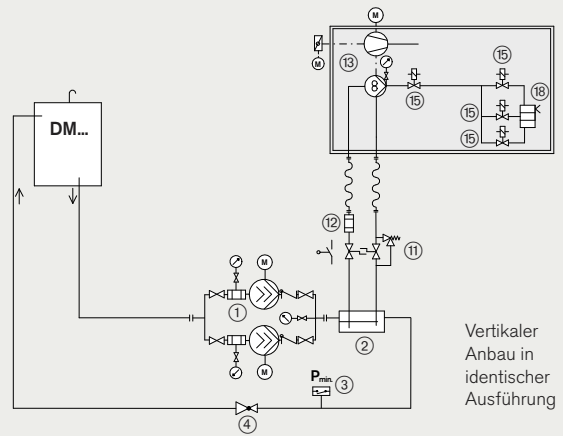 M
M
13
8
15
15
18
15
15
DM...
12
11
M
1
2
M
Pmin.
3
4
Vertikaler
Anbau in
identischer
Ausführung